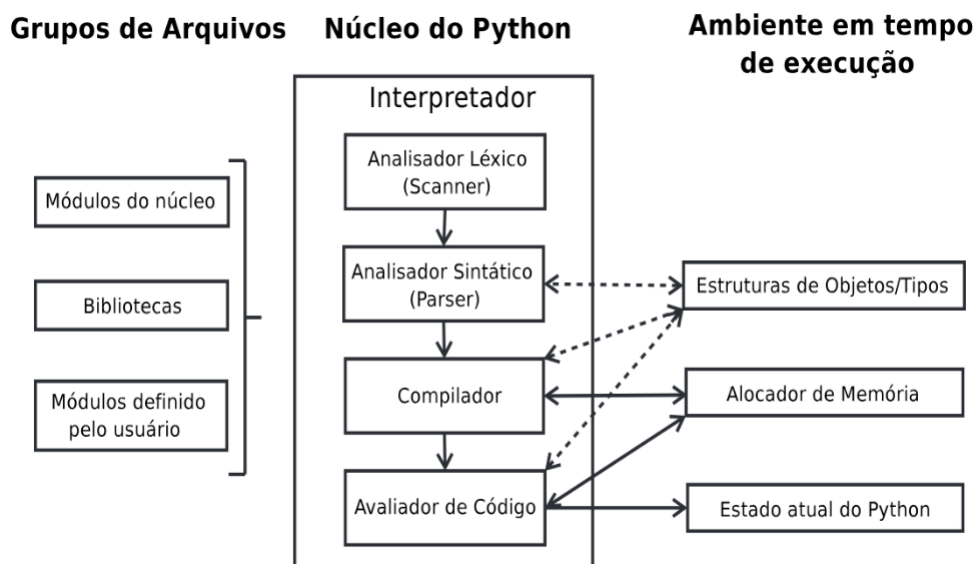 Grupos de Arquivos
Núcleo do Python
Ambiente em tempo
de execução
Interpretador
Módulos do núcleo
Bibliotecas
Módulos definido
pelo usuário
Analisador Léxico
(Scanner)
Analisador Sintático
(Parser)
Compilador
Avaliador de Código
Estruturas de Objetos/Tipos
Alocador de Memória
Estado atual do Python